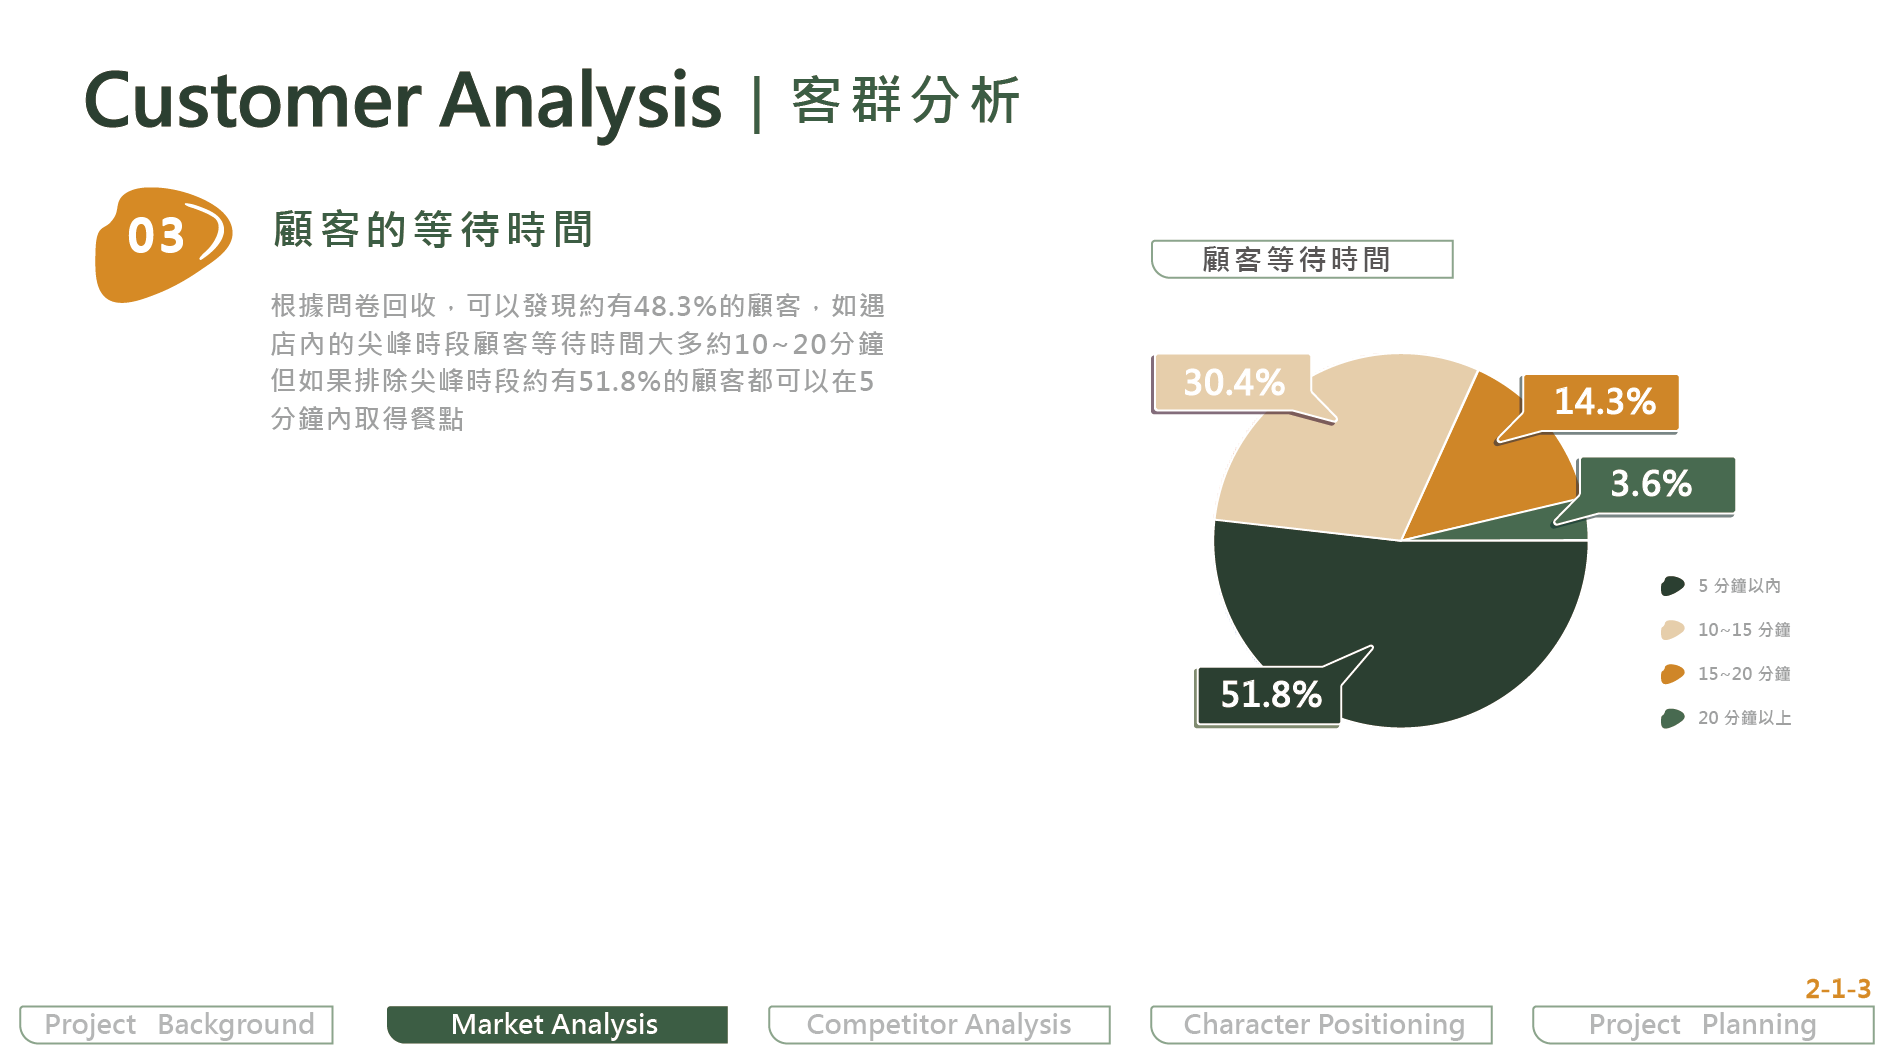 Customer Analysis | 客群分析
03
顧客的等待時間
根據問卷回收，可以發現約有48.3%的顧客，如遇
店內的尖峰時段顧客等待時間大多約10~20分鐘
但如果排除尖峰時段約有51.8%的顧客都可以在5
分鐘內取得餐點
顧客等待時間
30.4%
14.3%
3.6%
51.8%
5 分鐘以內
10~15 分鐘
15~20 分鐘
20 分鐘以上
2-1-3
Project Background
Market Analysis
Competitor Analysis
Character Positioning
Project Planning